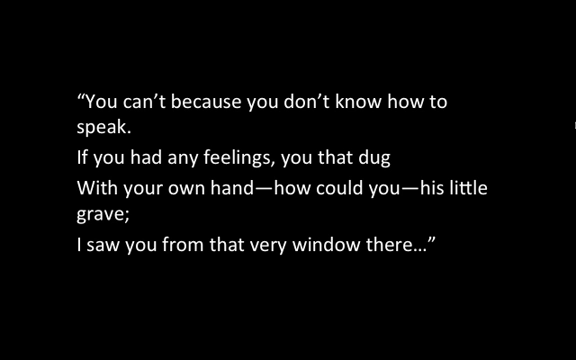 “You can’t because you don’t know how to
speak.
If you had any feelings, you that dug
With your own hand—how could you—his little
grave;
I saw you from that very window there…”